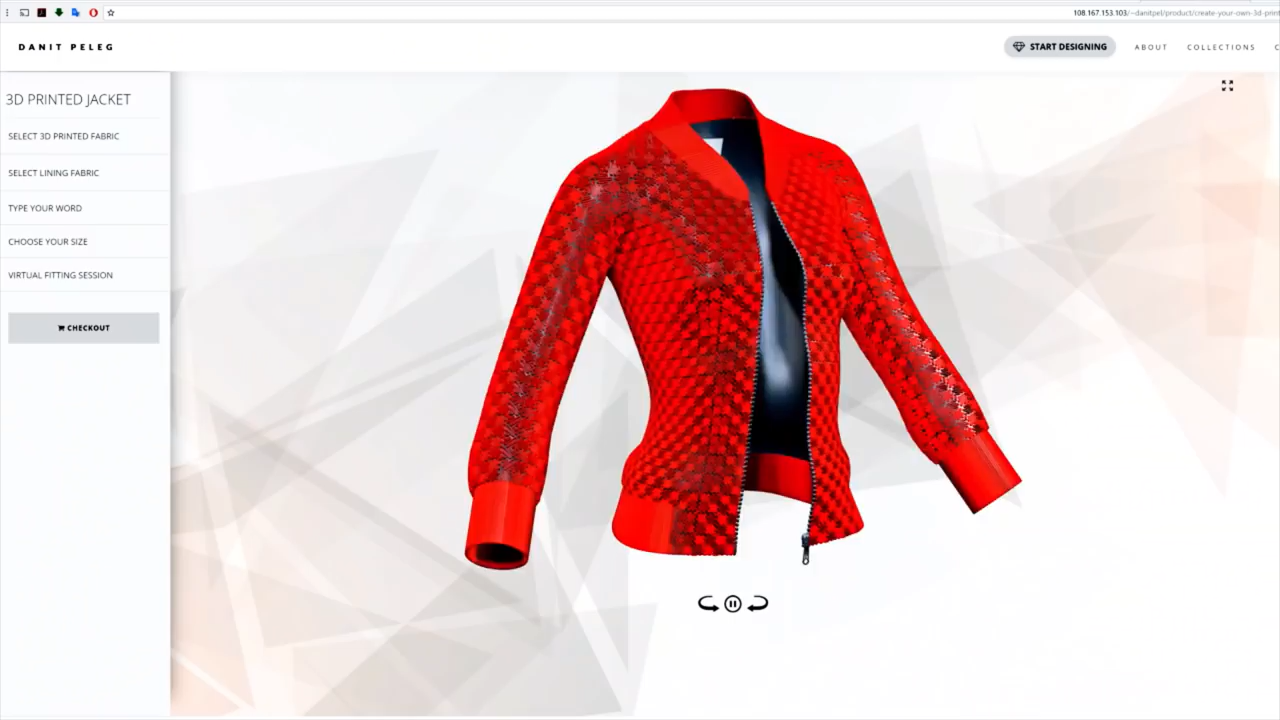 108.167.153.103/~danitpel/product/create-your-own-3d-print
DANIT PELEG
START DESIGNING
ABOUT
COLLECTIONS
3D PRINTED JACKET
SELECT 3D PRINTED FABRIC
SELECT LINING FABRIC
TYPE YOUR WORD
CHOOSE YOUR SIZE
VIRTUAL FITTING SESSION
CHECKOUT